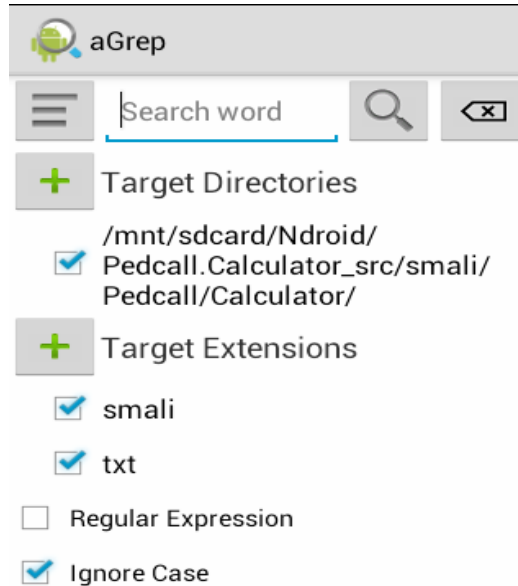 aGrep
Search word
Target Directories
/mnt/sdcard/Ndroid/
Pedcall.Calculator_src/smali/
Pedcall/Calculator/
Target Extensions
smali
txt
Regular Expression
Ignore Case